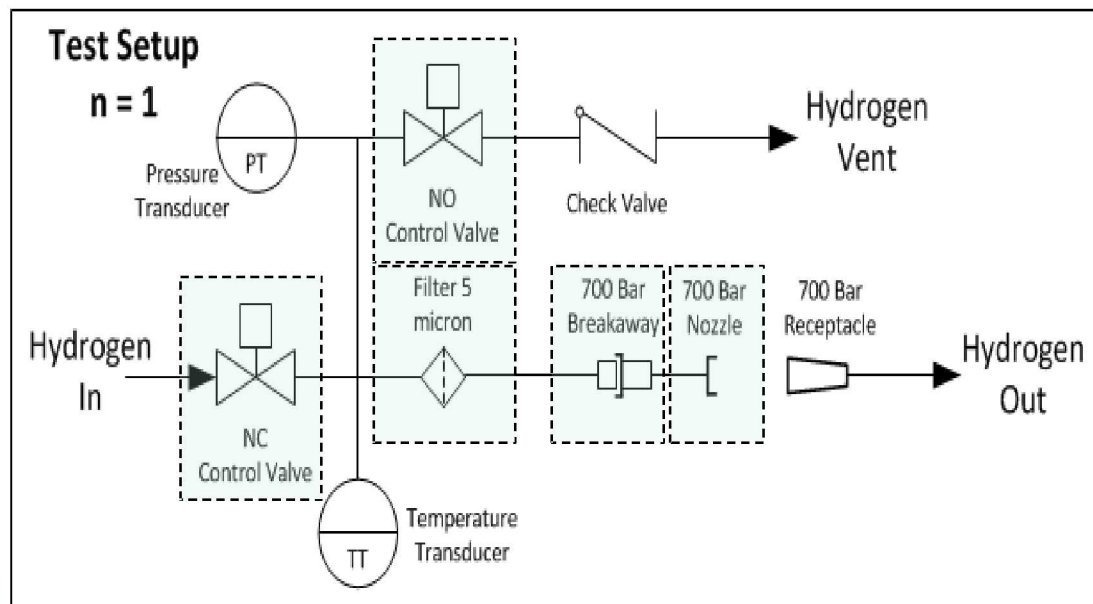 Test Setup
n = 1
PT
Pressure
Transducer
NO
Control Valve
Check Valve
Hydrogen
Vent
Hydrogen
In
NC
Control Valve
Filter 5
micron
700 Bar
Breakaway
700 Bar
Nozzle
700 Bar
Receptacle
Hydrogen
Out
TT
Temperature
Transducer